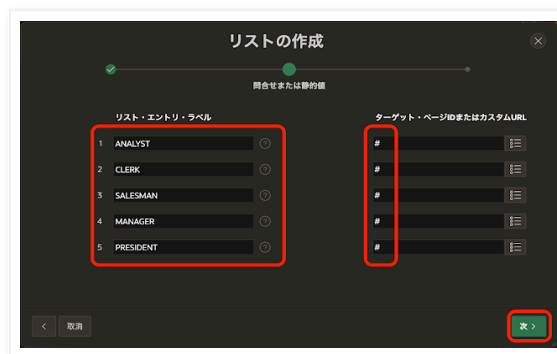 リストの作成
問合せまたは静的値
リスト・エントリ・ラベル ターゲット・ページIDまたはカスタムURL
1 ANALYST #
2 CLERK #
3 SALESMAN #
4 MANAGER #
5 PRESIDENT #
取消 次 >